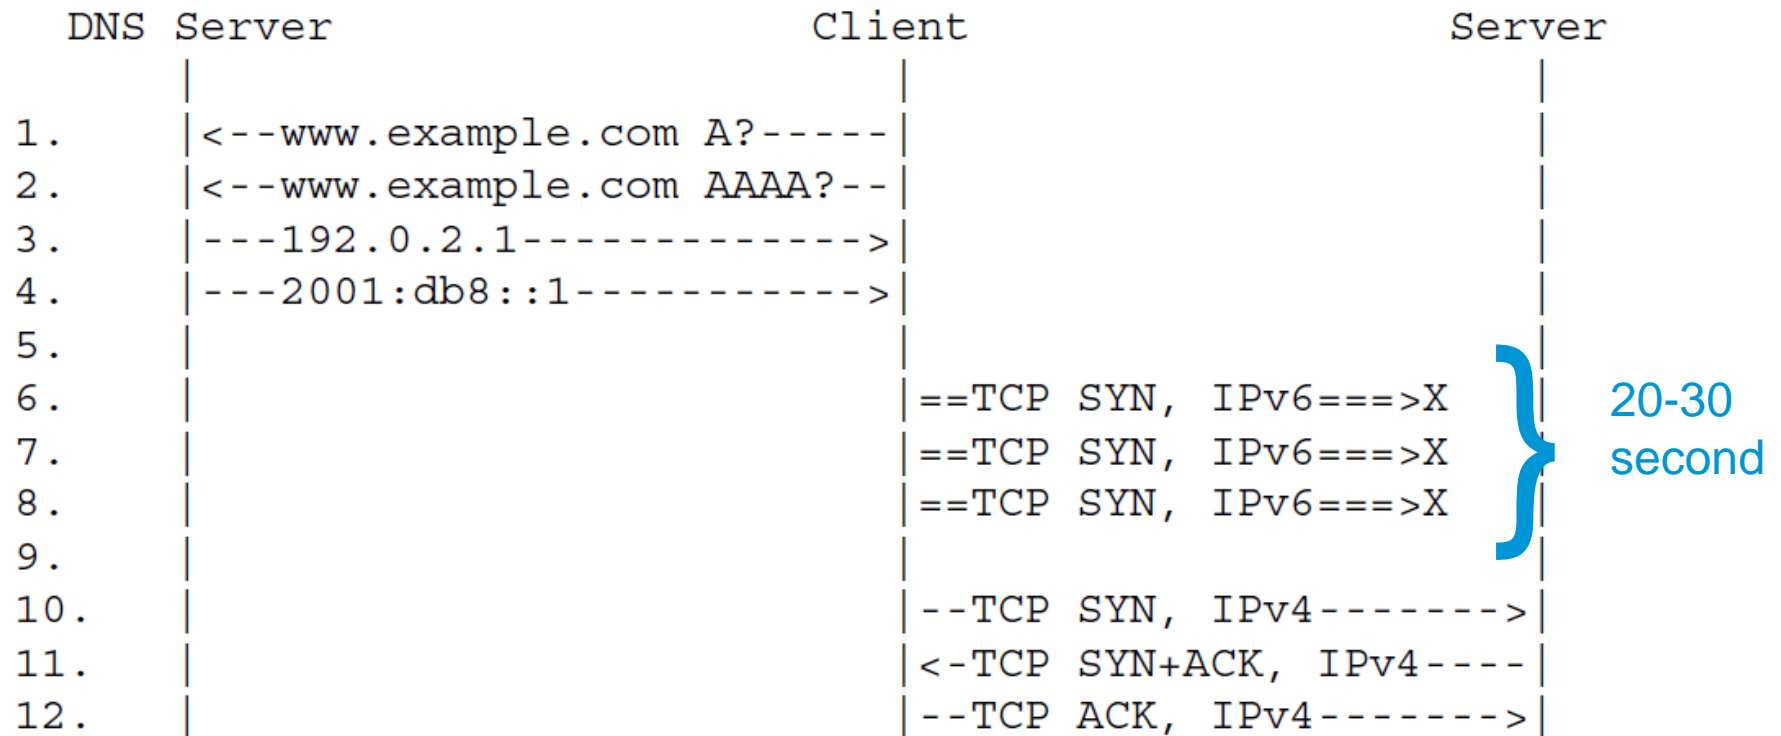 DNS Server                  Client                  Server
            |                          |                       |
1.     |<--www.example.com A?-----|                       |
2.     |<--www.example.com AAAA?--|                       |
3.     |---192.0.2.1------------->|                       |
4.     |---2001:db8::1----------->|                       |
5.     |                          |                       |
6.     |                          |==TCP SYN, IPv6===>X   | } 20-30
7.     |                          |==TCP SYN, IPv6===>X   | second
8.     |                          |==TCP SYN, IPv6===>X   |
9.     |                          |                       |
10.    |                          |--TCP SYN, IPv4------->|
11.    |                          |<-TCP SYN+ACK, IPv4----|
12.    |                          |--TCP ACK, IPv4------->|